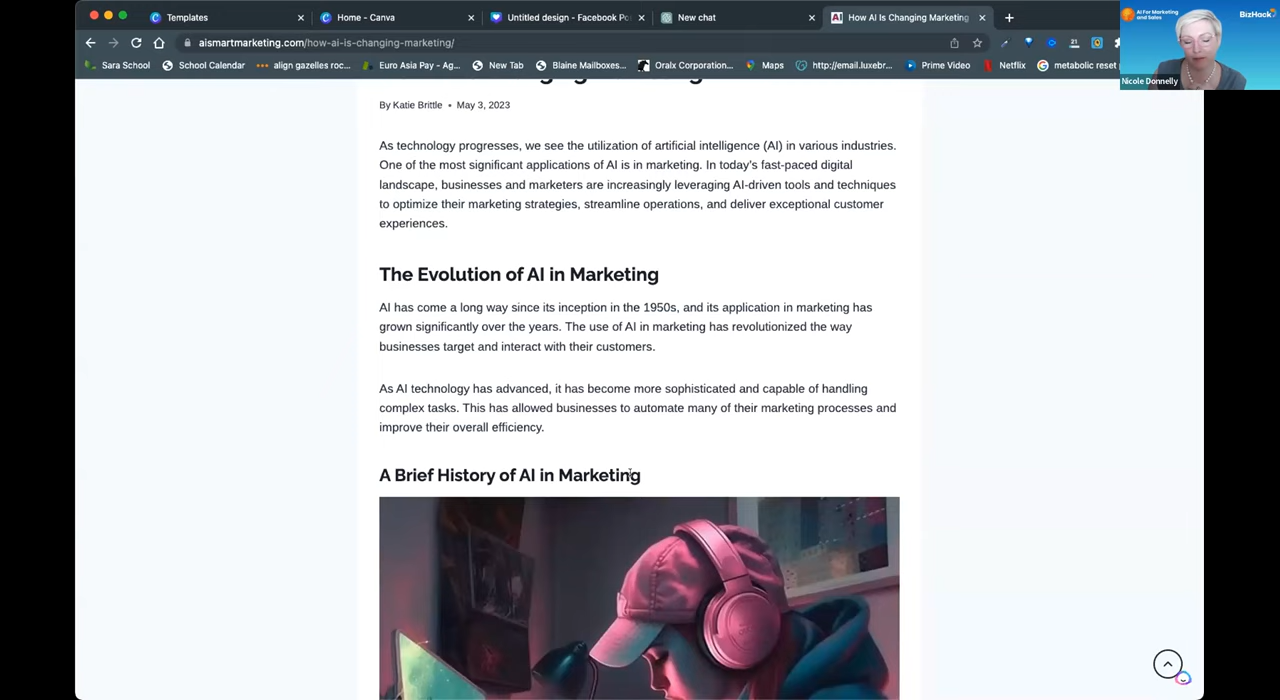 Templates
Home - Canva
Untitled design - Facebook Po
New chat
How AI Is Changing Marketing
aismartmarketing.com/how-ai-is-changing-marketing/
21
Sara School
School Calendar
align gazelles roc...
Euro Asia Pay - Ag...
New Tab
Blaine Mailboxes...
Oralx Corporation...
Maps
http://email.luxebr...
Prime Video
Netflix
metabolic reset
AI For Marketing
and Sales
BizHack
Nicole Donnelly
By Katie Brittle • May 3, 2023
As technology progresses, we see the utilization of artificial intelligence (AI) in various industries.
One of the most significant applications of AI is in marketing. In today's fast-paced digital
landscape, businesses and marketers are increasingly leveraging AI-driven tools and techniques
to optimize their marketing strategies, streamline operations, and deliver exceptional customer
experiences.
The Evolution of AI in Marketing
AI has come a long way since its inception in the 1950s, and its application in marketing has
grown significantly over the years. The use of AI in marketing has revolutionized the way
businesses target and interact with their customers.
As AI technology has advanced, it has become more sophisticated and capable of handling
complex tasks. This has allowed businesses to automate many of their marketing processes and
improve their overall efficiency.
A Brief History of AI in Marketing